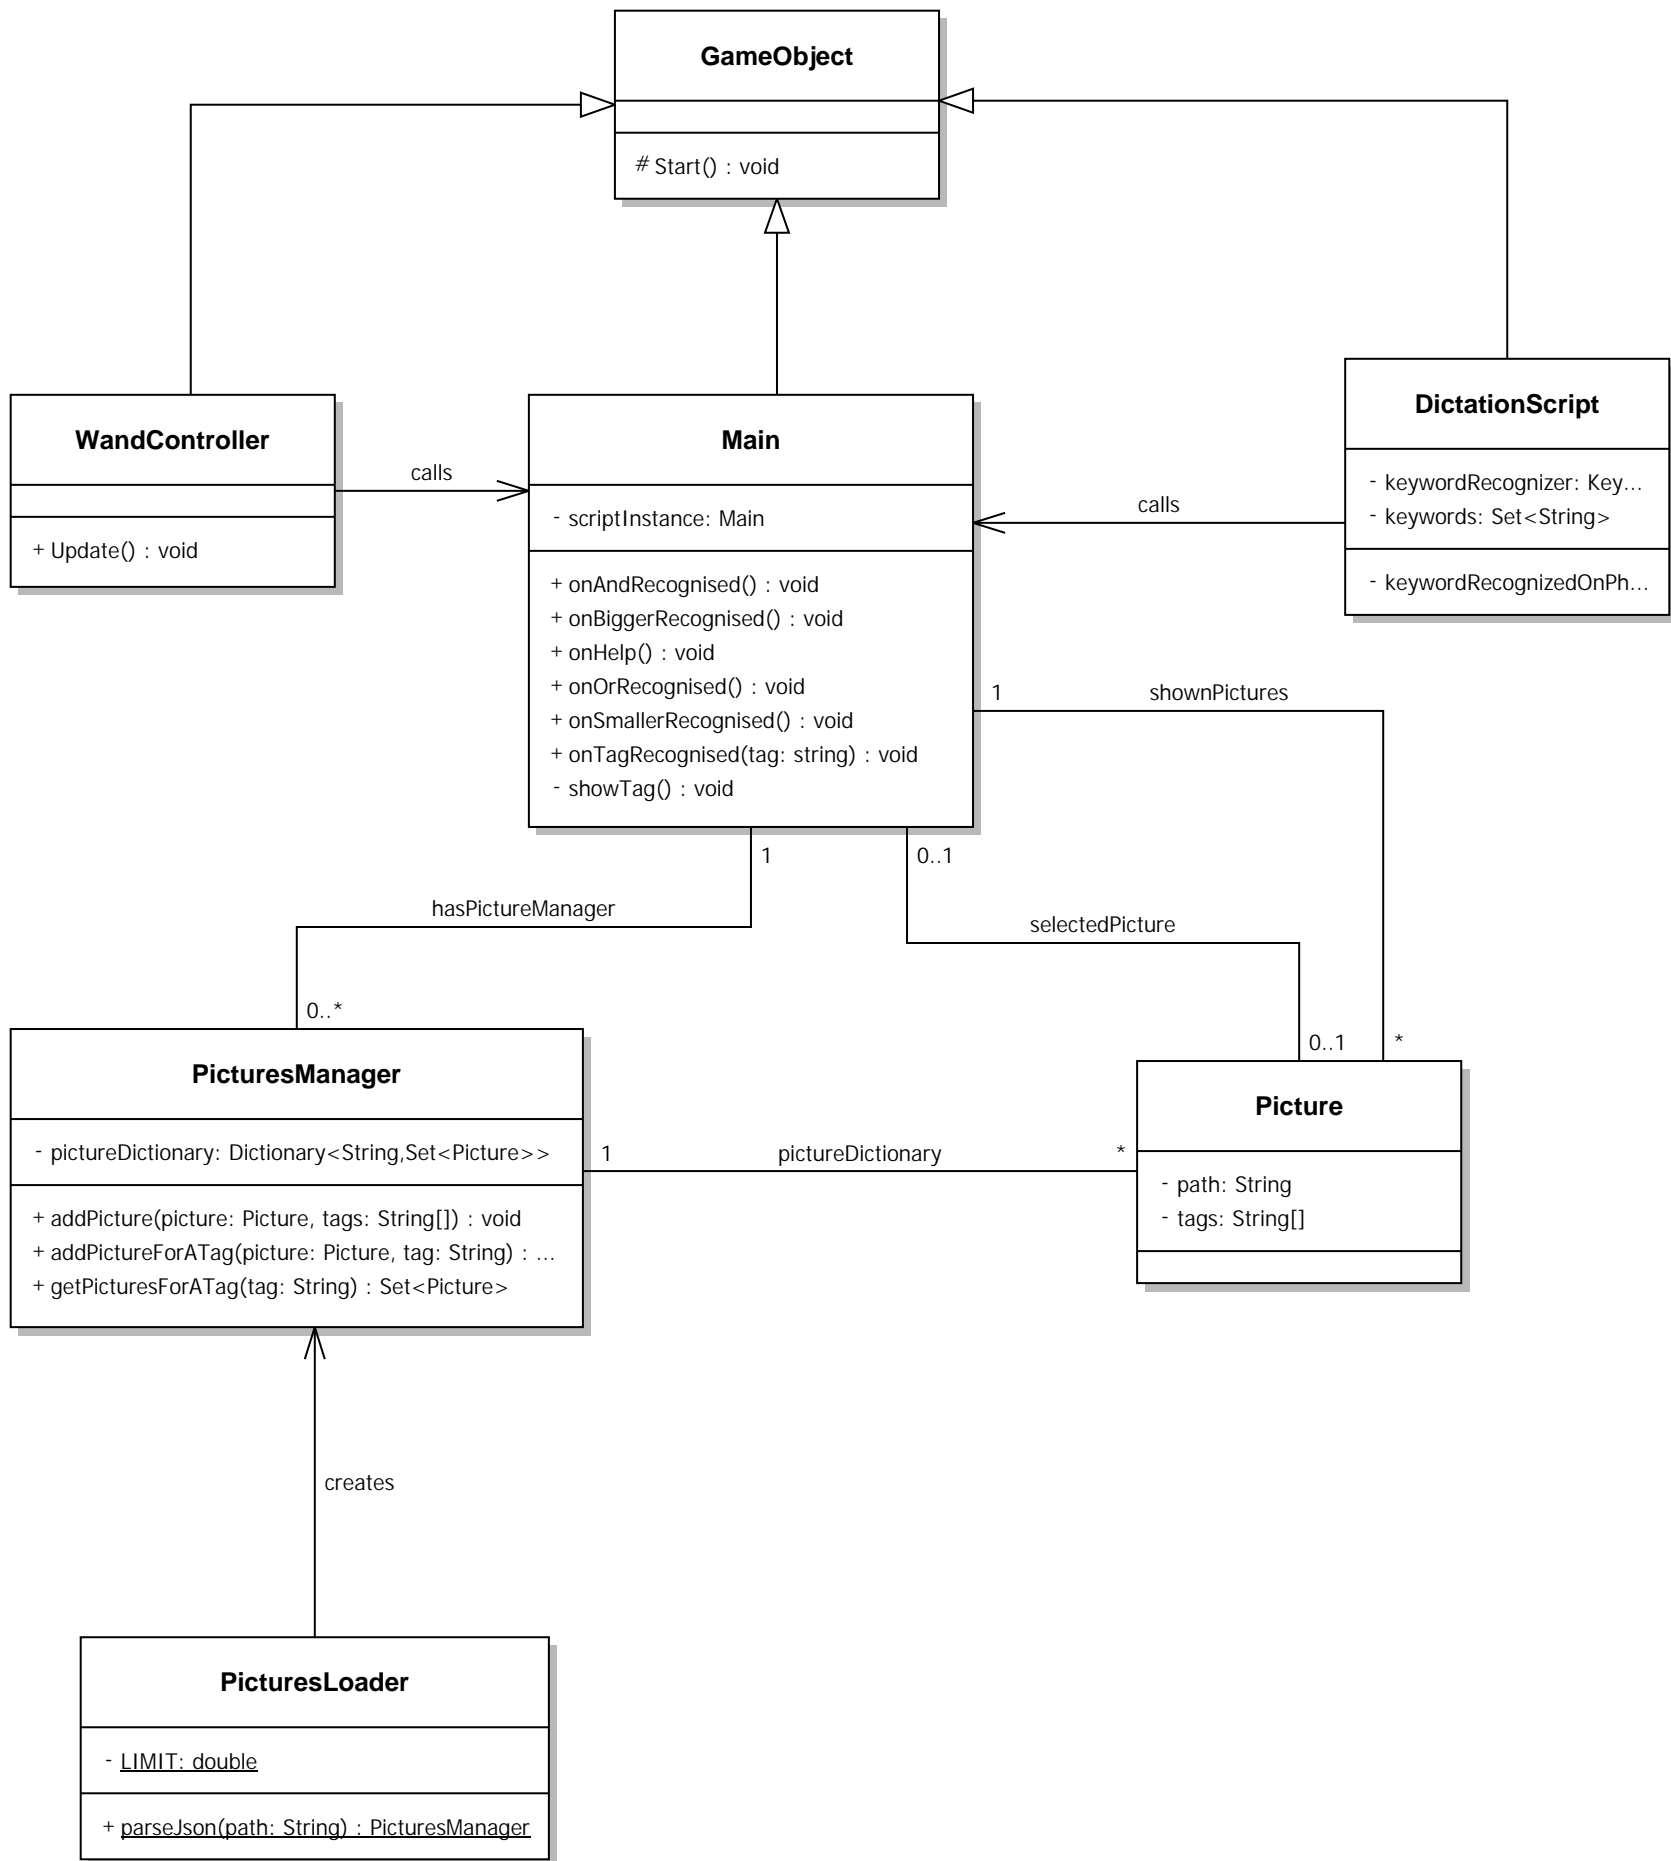 GameObject
# Start() : void
WandController
+ Update() : void
calls
Main
- scriptInstance: Main
+ onAndRecognised() : void
+ onBiggerRecognised() : void
+ onHelp() : void
+ onOrRecognised() : void
+ onSmallerRecognised() : void
+ onTagRecognised(tag: string) : void
- showTag() : void
calls
DictationScript
- keywordRecognizer: Key...
- keywords: Set<String>
- keywordRecognizedOnPh...
1
shownPictures
*
1
hasPictureManager
0..*
0..1
selectedPicture
0..1
PicturesManager
- pictureDictionary: Dictionary<String,Set<Picture>>
+ addPicture(picture: Picture, tags: String[]) : void
+ addPictureForATag(picture: Picture, tag: String) : ...
+ getPicturesForATag(tag: String) : Set<Picture>
1
pictureDictionary
*
Picture
- path: String
- tags: String[]
creates
PicturesLoader
- LIMIT: double
+ parseJson(path: String) : PicturesManager